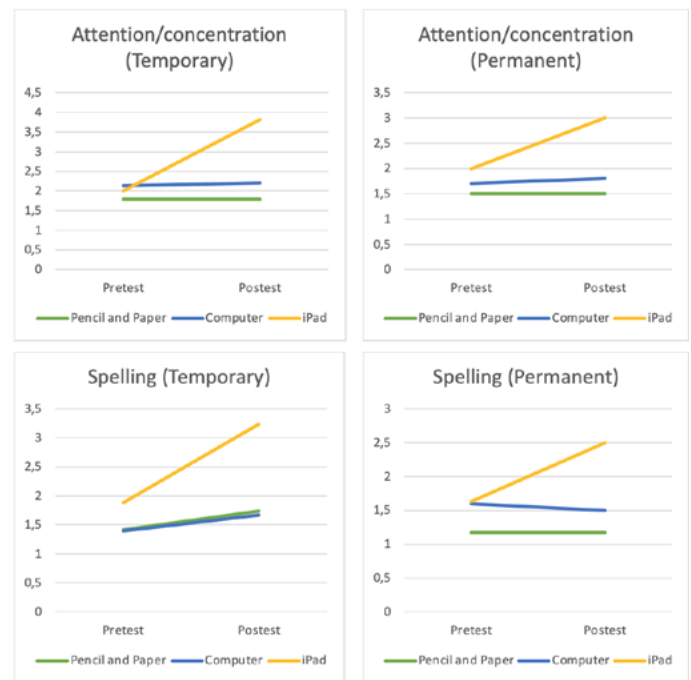 Attention/concentration
(Temporary)
4,5
4
3,5
3
2,5
2
1,5
1
0,5
0
Pretest Postest
Pencil and Paper Computer iPad
Attention/concentration
(Permanent)
3,5
3
2,5
2
1,5
1
0,5
0
Pretest Postest
Pencil and Paper Computer iPad
Spelling (Temporary)
3,5
3
2,5
2
1,5
1
0,5
0
Pretest Postest
Pencil and Paper Computer iPad
Spelling (Permanent)
3
2,5
2
1,5
1
0,5
0
Pretest Postest
Pencil and Paper Computer iPad